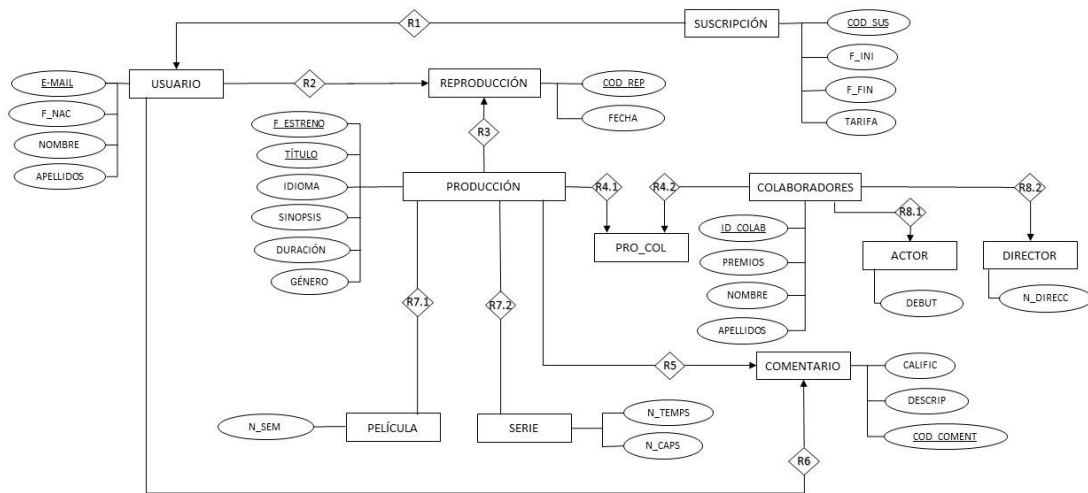 R1
SUSCRIPCIÓN
COD_SUS
F_INI
F_FIN
TARIFA
E-MAIL
F_NAC
NOMBRE
APELLIDOS
USUARIO
R2
REPRODUCCIÓN
COD_REP
FECHA
R3
F_ESTRENO
TÍTULO
IDIOMA
SINOPSIS
DURACIÓN
GÉNERO
PRODUCCIÓN
R4.1
R4.2
PRO_COL
COLABORADORES
ID_COLAB
PREMIOS
NOMBRE
APELLIDOS
R8.1
R8.2
ACTOR
DEBUT
DIRECTOR
N_DIRECC
R7.1
R7.2
R5
COMENTARIO
CALIFIC
DESCRIP
COD_COMENT
N_SEM
PELÍCULA
SERIE
N_TEMPS
N_CAPS
R6